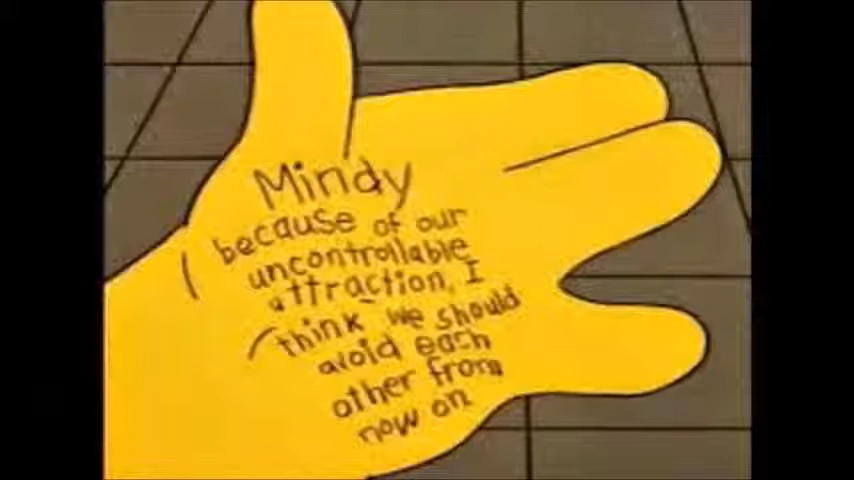 Mindy
because of our
uncontrollable
attraction, I
think we should
avoid each
other from
now on